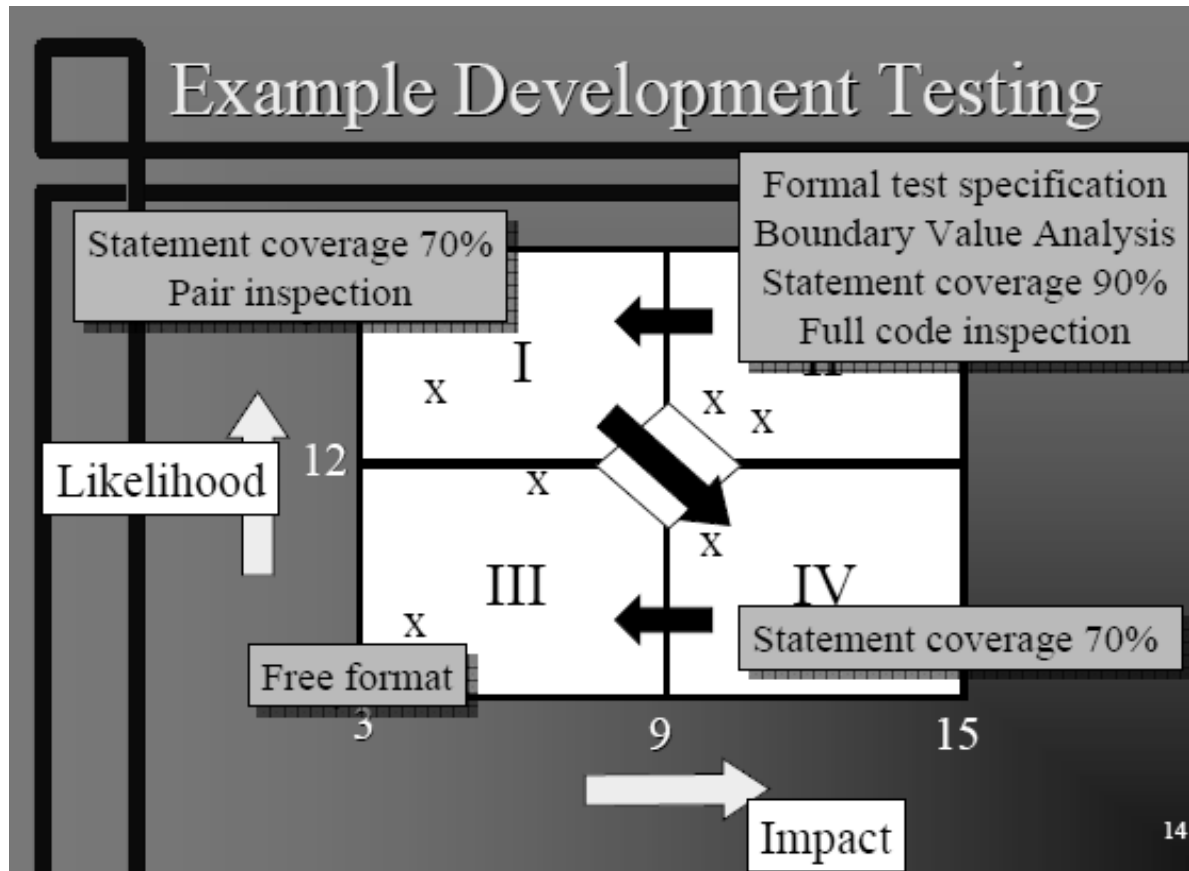 Example Development Testing
Formal test specification
Boundary Value Analysis
Statement coverage 90%
Full code inspection
Statement coverage 70%
Pair inspection
I
II
x
x
x
Likelihood
12
x
x
III
IV
x
Statement coverage 70%
Free format
3
9
15
Impact
14